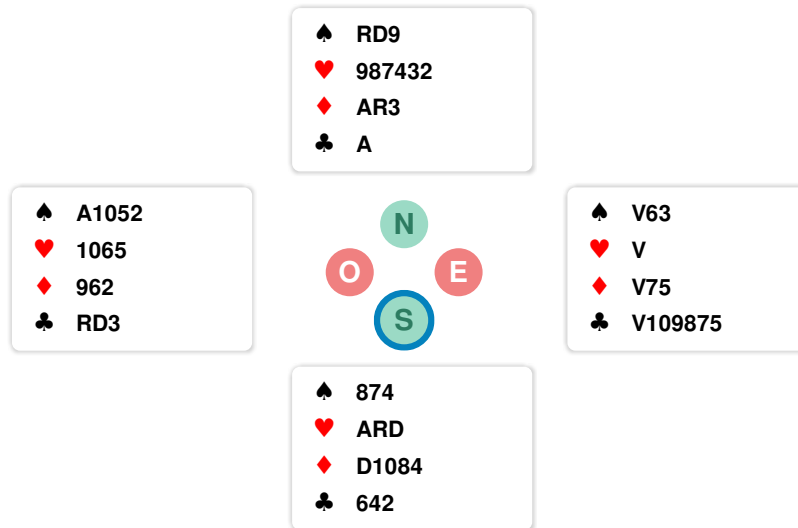 ♠ RD9
♥ 987432
♦ AR3
♣ A
♠ A1052
♥ 1065
♦ 962
♣ RD3
N
O E
S
♠ V63
♥ V
♦ V75
♣ V109875
♠ 874
♥ ARD
♦ D1084
♣ 642